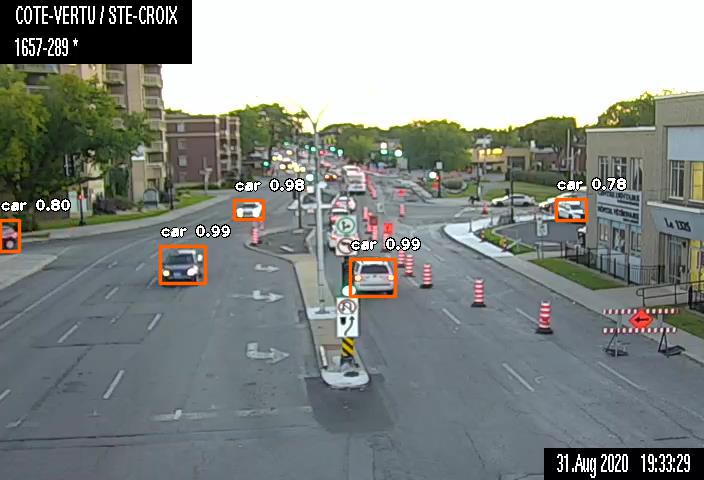 COTE-VERTU / STE-CROIX
1657-289 *
car 0.98
car 0.78
car 0.80
car 0.99
car 0.99
31.Aug 2020 19:33:29